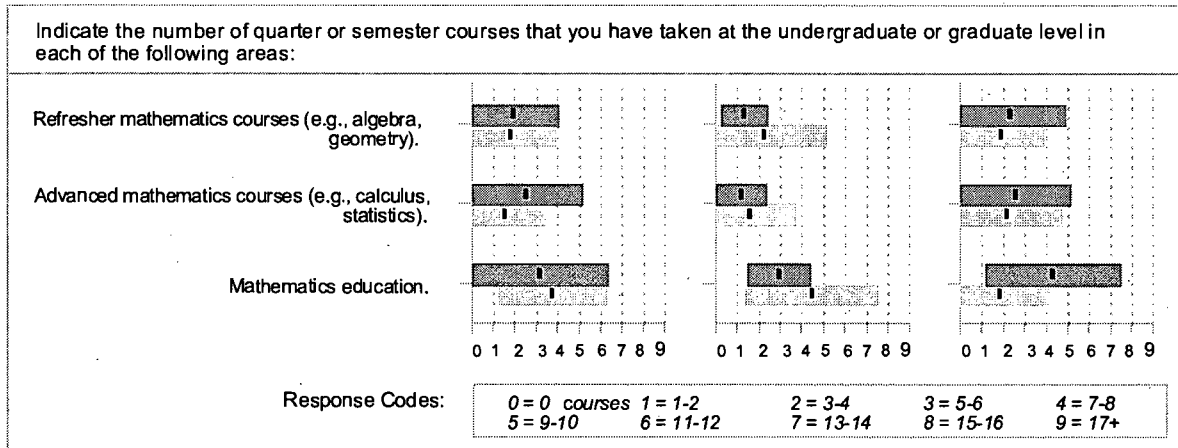 Indicate the number of quarter or semester courses that you have taken at the undergraduate or graduate level in
each of the following areas:
Refresher mathematics courses (e.g., algebra,
geometry).
Advanced mathematics courses (e.g., calculus,
statistics).
Mathematics education.
0 1 2 3 4 5 6 7 8 9 0 1 2 3 4 5 6 7 8 9 0 1 2 3 4 5 6 7 8 9
Response Codes: 0 = 0 courses 1 = 1-2 2 = 3-4 3 = 5-6 4 = 7-8
5 = 9-10 6 = 11-12 7 = 13-14 8 = 15-16 9 = 17+